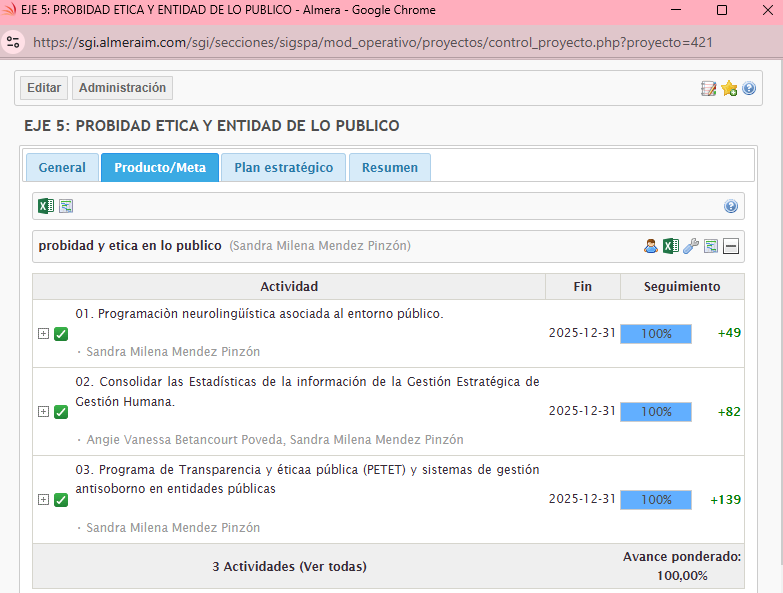 EJE 5: PROBIDAD ETICA Y ENTIDAD DE LO PUBLICO - Almera - Google Chrome
https://sgi.almeraim.com/sgi/secciones/sigspa/mod_operativo/proyectos/control_proyecto.php?proyecto=421
Editar Administración
EJE 5: PROBIDAD ETICA Y ENTIDAD DE LO PUBLICO
General Producto/Meta Plan estratégico Resumen
probidad y etica en lo publico (Sandra Milena Mendez Pinzón)
Actividad Fin Seguimiento
01. Programaciòn neurolingüística asociada al entorno público.
2025-12-31 100% +49
· Sandra Milena Mendez Pinzón
02. Consolidar las Estadísticas de la información de la Gestión Estratégica de
Gestión Humana.
2025-12-31 100% +82
· Angie Vanessa Betancourt Poveda, Sandra Milena Mendez Pinzón
03. Programa de Transparencia y éticaa pública (PETET) y sistemas de gestión
antisoborno en entidades públicas
2025-12-31 100% +139
· Sandra Milena Mendez Pinzón
3 Actividades (Ver todas)
Avance ponderado:
100,00%